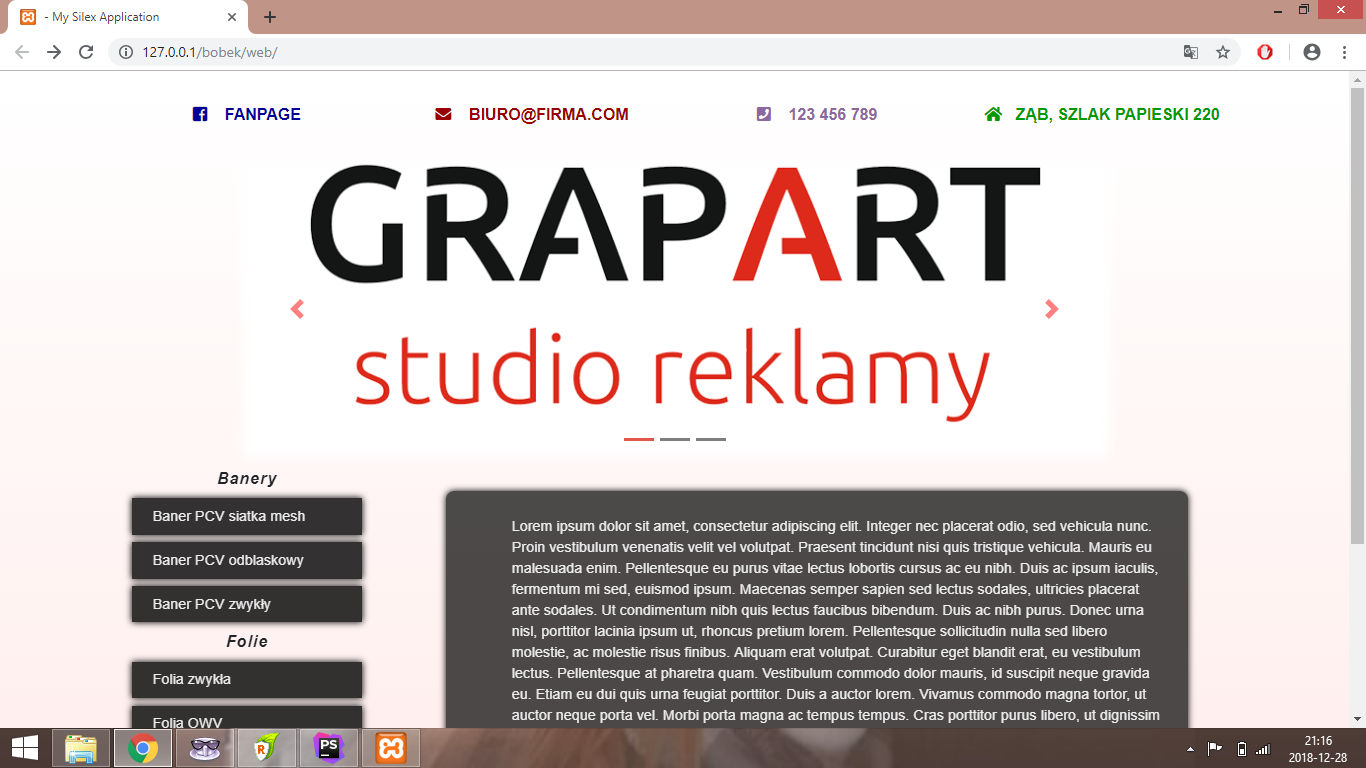 - My Silex Application
127.0.0.1/bobek/web/
FANPAGE BIURO@FIRMA.COM 123 456 789 ZĄB, SZLAK PAPIESKI 220
GRAPART
studio reklamy
Banery
Baner PCV siatka mesh
Baner PCV odblaskowy
Baner PCV zwykły
Folie
Folia zwykła
Folia OWV
Lorem ipsum dolor sit amet, consectetur adipiscing elit. Integer nec placerat odio, sed vehicula nunc.
Proin vestibulum venenatis velit vel volutpat. Praesent tincidunt nisi quis tristique vehicula. Mauris eu
malesuada enim. Pellentesque eu purus vitae lectus lobortis cursus ac eu nibh. Duis ac ipsum iaculis,
fermentum mi sed, euismod ipsum. Maecenas semper sapien sed lectus sodales, ultricies placerat
ante sodales. Ut condimentum nibh quis lectus faucibus bibendum. Duis ac nibh purus. Donec urna
nisl, porttitor lacinia ipsum ut, rhoncus pretium lorem. Pellentesque sollicitudin nulla sed libero
molestie, ac molestie risus finibus. Aliquam erat volutpat. Curabitur eget blandit erat, eu vestibulum
lectus. Pellentesque at pharetra quam. Vestibulum commodo dolor mauris, id suscipit neque gravida
eu. Etiam eu dui quis urna feugiat porttitor. Duis a auctor lorem. Vivamus commodo magna tortor, ut
auctor neque porta vel. Morbi porta magna ac tempus tempus. Cras porttitor purus libero, ut dignissim
R
PS
21:16
2018-12-28